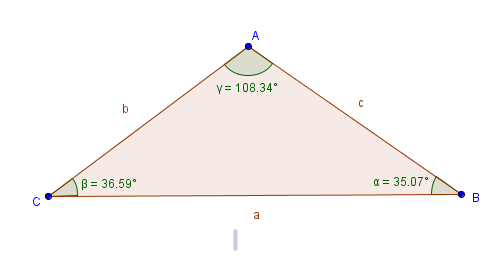 A
γ = 108.34°
b
c
β = 36.59°
α = 35.07°
C
B
a